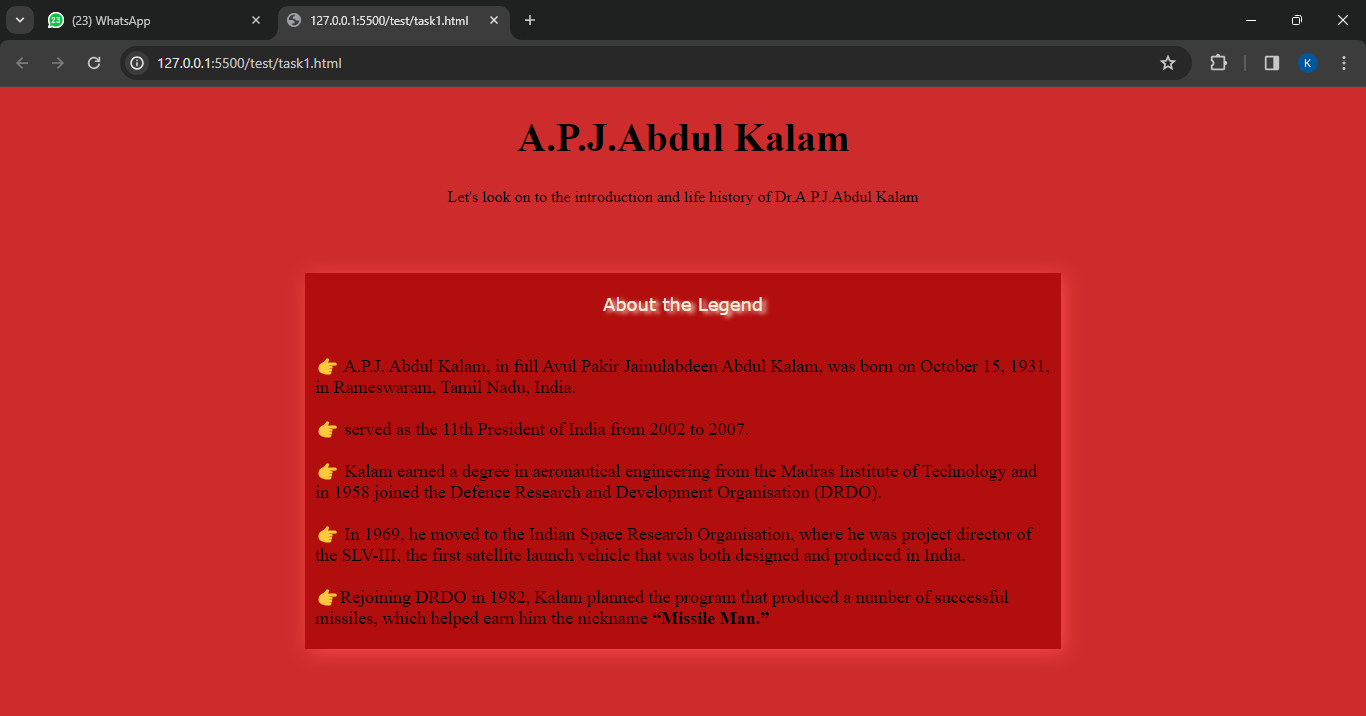 (23) WhatsApp
127.0.0.1:5500/test/task1.html
127.0.0.1:5500/test/task1.html
K
A.P.J.Abdul Kalam
Let's look on to the introduction and life history of Dr.A.P.J.Abdul Kalam
About the Legend
👉 A.P.J. Abdul Kalam, in full Avul Pakir Jainulabdeen Abdul Kalam, was born on October 15, 1931,
in Rameswaram, Tamil Nadu, India.
👉 served as the 11th President of India from 2002 to 2007.
👉 Kalam earned a degree in aeronautical engineering from the Madras Institute of Technology and
in 1958 joined the Defence Research and Development Organisation (DRDO).
👉 In 1969, he moved to the Indian Space Research Organisation, where he was project director of
the SLV-III, the first satellite launch vehicle that was both designed and produced in India.
👉Rejoining DRDO in 1982, Kalam planned the program that produced a number of successful
missiles, which helped earn him the nickname “Missile Man.”